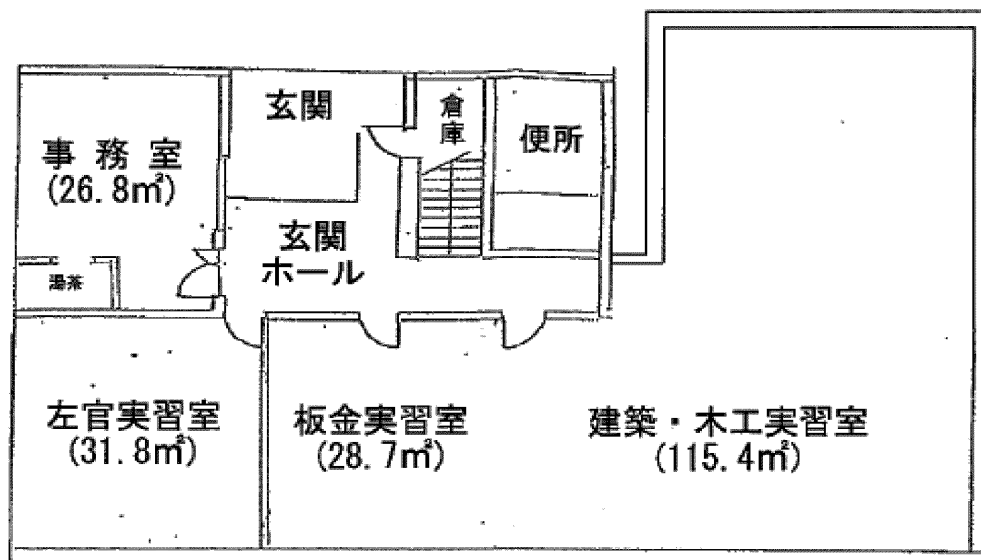 玄関
倉庫
便所
事務室
(26.8㎡)
玄関
ホール
湯茶
左官実習室
(31.8㎡)
板金実習室
(28.7㎡)
建築・木工実習室
(115.4㎡)